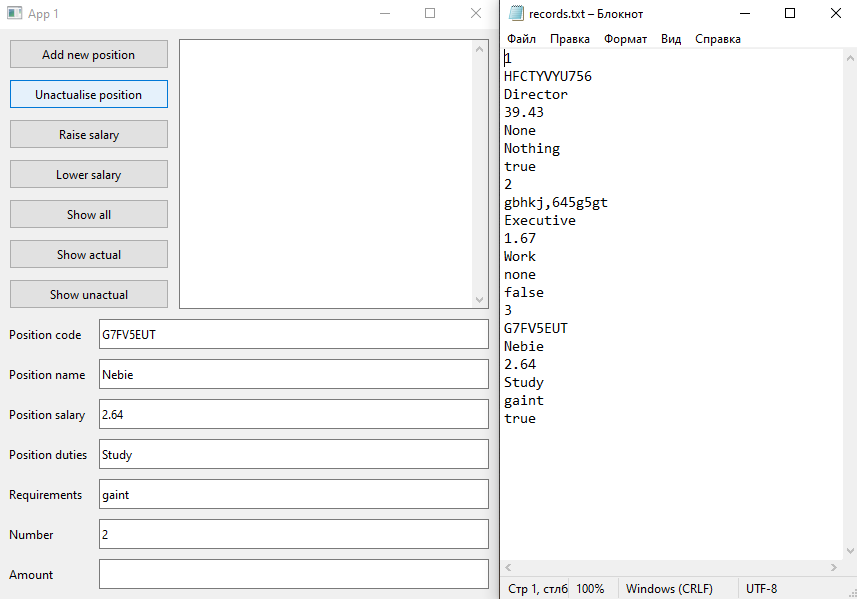 App 1
Add new position
Unactualise position
Raise salary
Lower salary
Show all
Show actual
Show unactual
Position code G7FV5EUT
Position name Nebie
Position salary 2.64
Position duties Study
Requirements gaint
Number 2
Amount
records.txt – Блокнот
Файл Правка Формат Вид Справка
1
HFCTYVYU756
Director
39.43
None
Nothing
true
2
gbhkj,645g5gt
Executive
1.67
Work
none
false
3
G7FV5EUT
Nebie
2.64
Study
gaint
true
Стр 1, стлб 100% Windows (CRLF) UTF-8